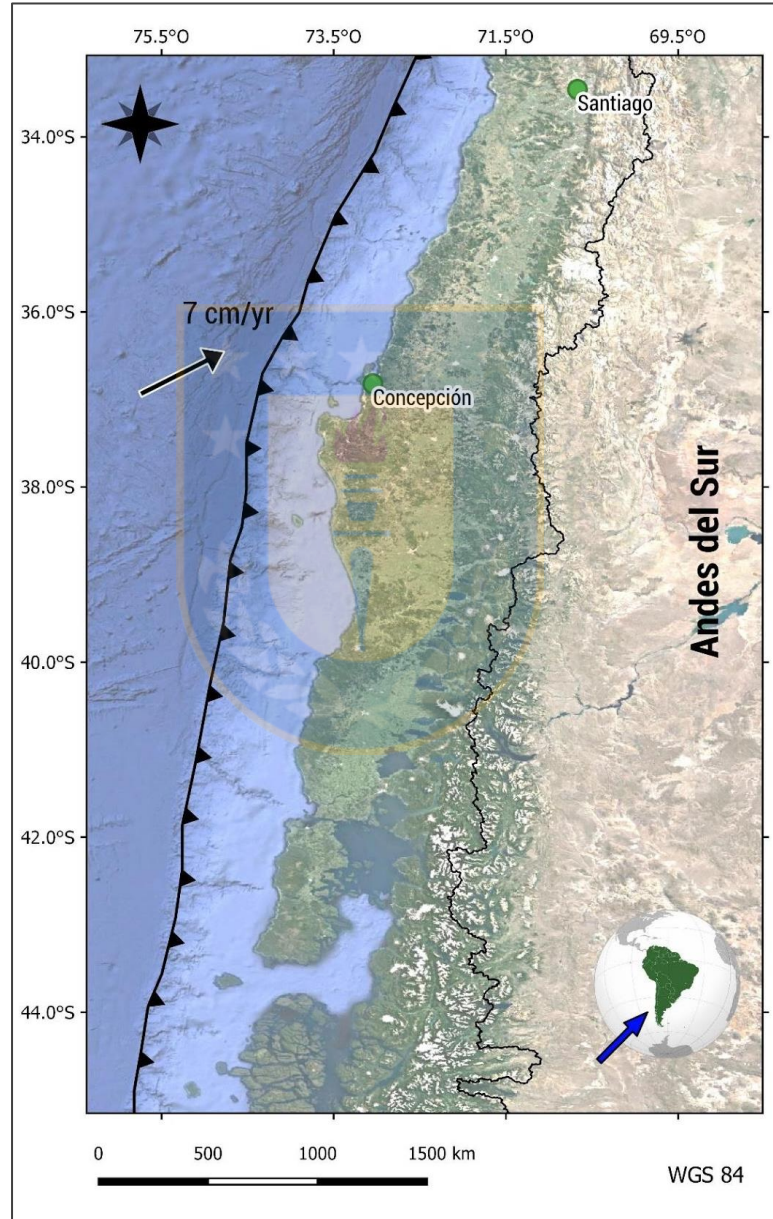 75.5°O 73.5°O 71.5°O 69.5°O
Santiago
34.0°S
36.0°S
7 cm/yr
Concepción
38.0°S
Andes del Sur
40.0°S
42.0°S
44.0°S
0 500 1000 1500 km
WGS 84